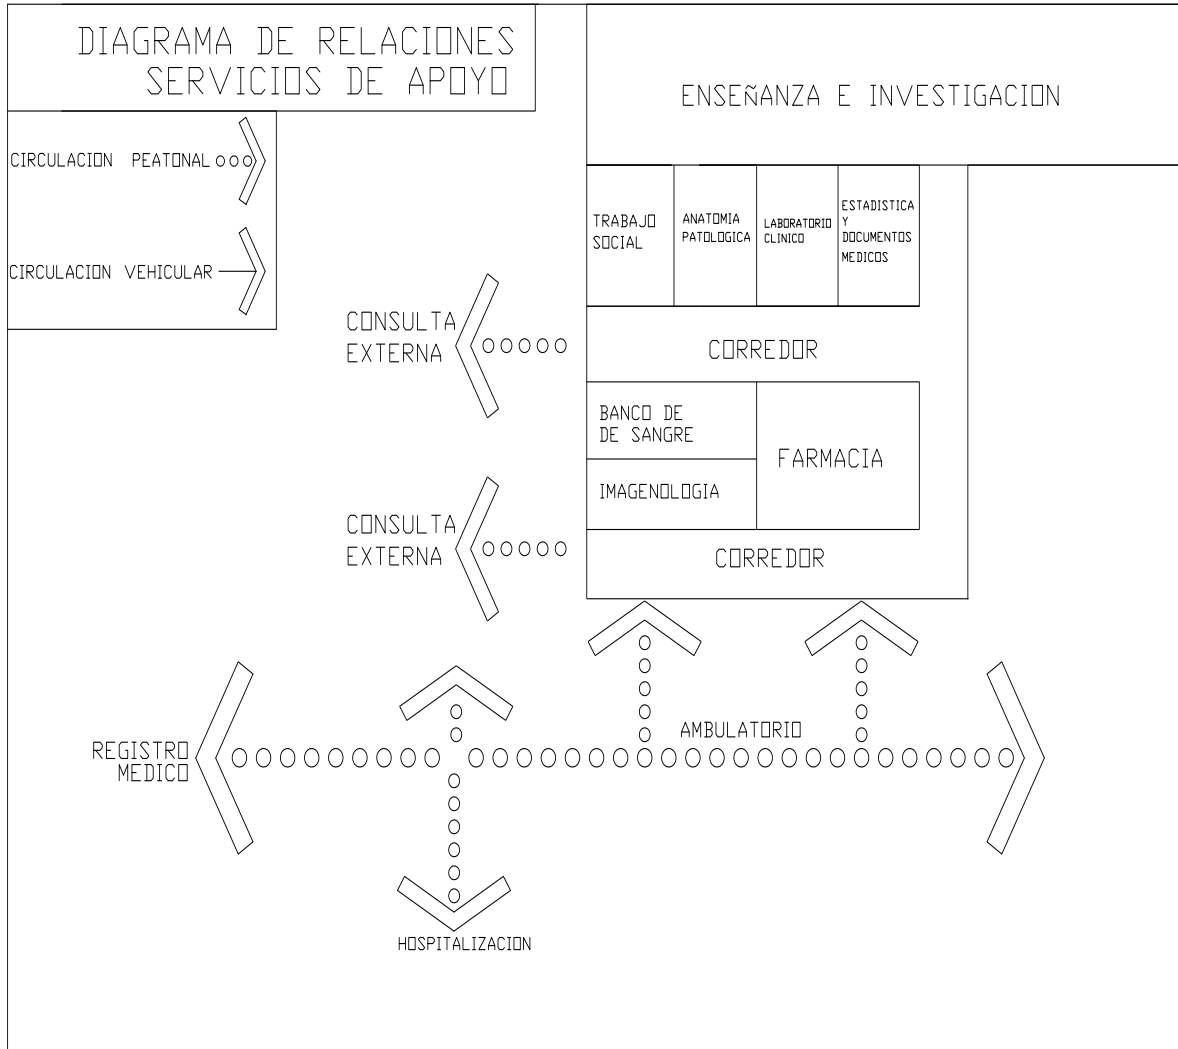 DIAGRAMA DE RELACIONES
SERVICIOS DE APOYO
CIRCULACION PEATONAL
CIRCULACION VEHICULAR
ENSEÑANZA E INVESTIGACION
TRABAJO
SOCIAL
ANATOMIA
PATOLOGICA
LABORATORIO
CLINICO
ESTADISTICA
Y
DOCUMENTOS
MEDICOS
CONSULTA
EXTERNA
CORREDOR
BANCO DE
DE SANGRE
FARMACIA
IMAGENOLOGIA
CONSULTA
EXTERNA
CORREDOR
AMBULATORIO
REGISTRO
MEDICO
HOSPITALIZACION